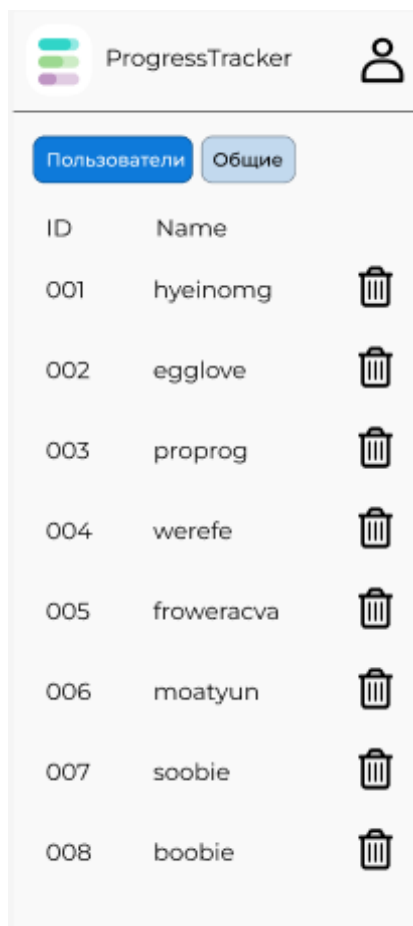 ProgressTracker
Пользователи Общие
ID Name
001 hyeinomg
002 egglove
003 proprog
004 werefe
005 froweracva
006 moatyun
007 soobie
008 boobie